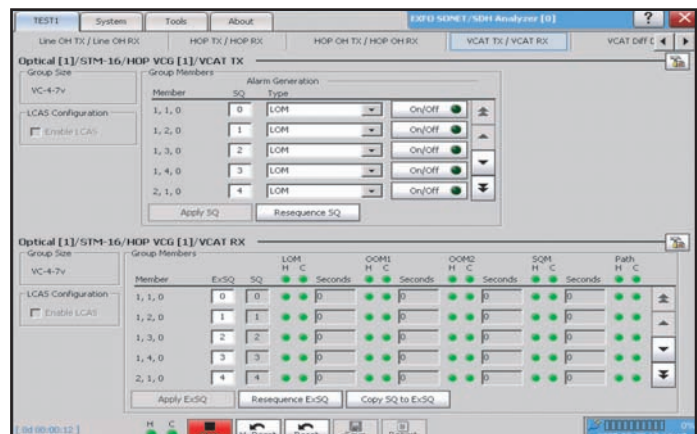 TEST1 System Tools About EXFO SONET/SDH Analyzer [0] ? X
Line OH TX / Line OH RX HOP TX / HOP RX HOP OH TX / HOP OH RX VCAT TX / VCAT RX VCAT Diff D
Optical [1]/STM-16/HOP VCG [1]/VCAT TX
Group Size Group Members
VC-4-7v Alarm Generation
Member SQ Type
LCAS Configuration 1, 1, 0 0 LOM On/Off
Enable LCAS 1, 2, 0 1 LOM On/Off
1, 3, 0 2 LOM On/Off
1, 4, 0 3 LOM On/Off
2, 1, 0 4 LOM On/Off
Apply SQ Resequence SQ
Optical [1]/STM-16/HOP VCG [1]/VCAT RX
Group Size Group Members LOM OOM1 OOM2 SQM Path
VC-4-7v H C H C H C H C H C
Member ExSQ SQ Seconds Seconds Seconds Seconds
LCAS Configuration 1, 1, 0 0 0 0 0 0 0
Enable LCAS 1, 2, 0 1 1 0 0 0 0
1, 3, 0 2 2 0 0 0 0
1, 4, 0 3 3 0 0 0 0
2, 1, 0 4 4 0 0 0 0
Apply ExSQ Resequence ExSQ Copy SQ to ExSQ
[ 0d 00:00:12 ] H C